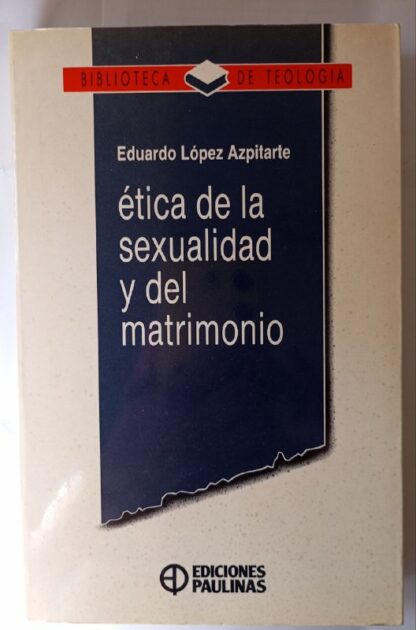 BIBLIOTECA DE TEOLOGIA
Eduardo López Azpitarte
ética de la
sexualidad
y del
matrimonio
EDICIONES
PAULINAS